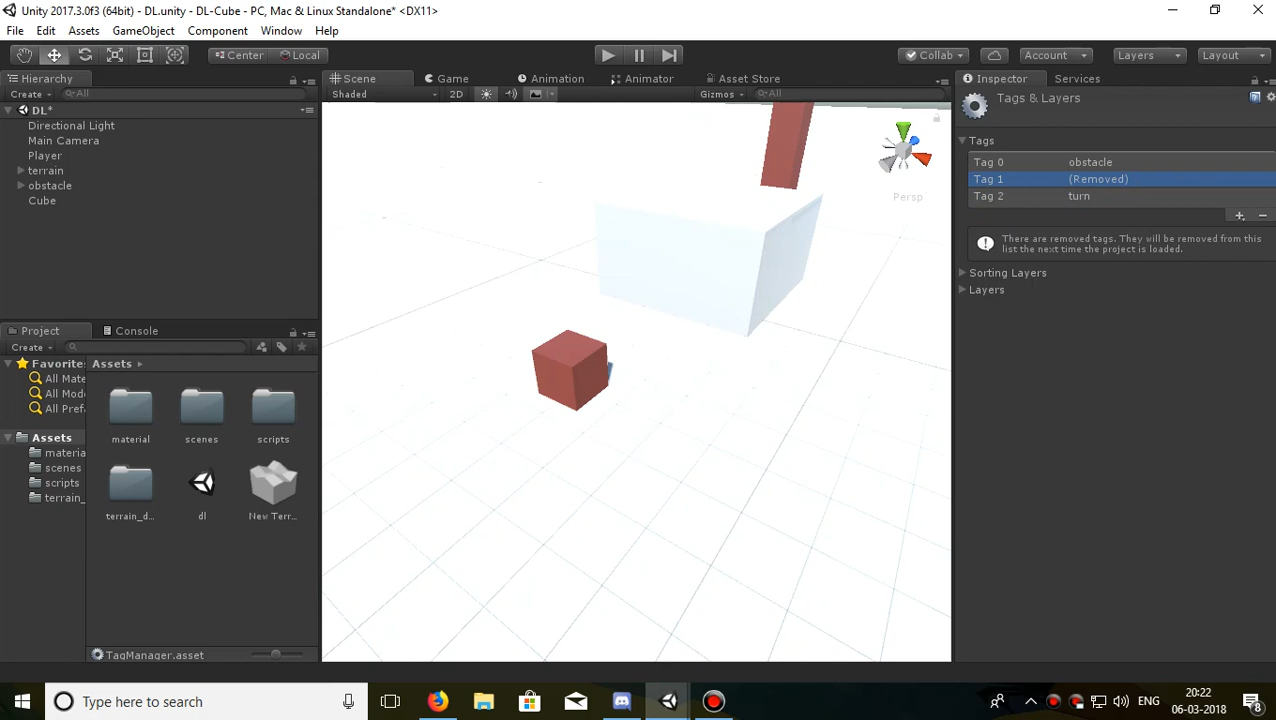 Unity 2017.3.0f3 (64bit) - DL.unity - DL-Cube - PC, Mac & Linux Standalone* <DX11>
File Edit Assets GameObject Component Window Help
Center Local Collab Account Layers Layout
Hierarchy Scene Game Animation Animator Asset Store Inspector Services
Create All Shaded 2D Gizmos All Tags & Layers
DL*
Directional Light
Main Camera
Player
terrain
obstacle
Cube
Tags
Tag 0 obstacle
Tag 1 (Removed)
Tag 2 turn
There are removed tags. They will be removed from this
list the next time the project is loaded.
Sorting Layers
Layers
Persp
Project Console
Create
Favorite
All Mate
All Mode
All Pref
Assets
materia
scenes
scripts
terrain_
Assets
material scenes scripts
terrain_d... dl New Terr...
TagManager.asset
Type here to search
ENG
20:22
06-03-2018
8